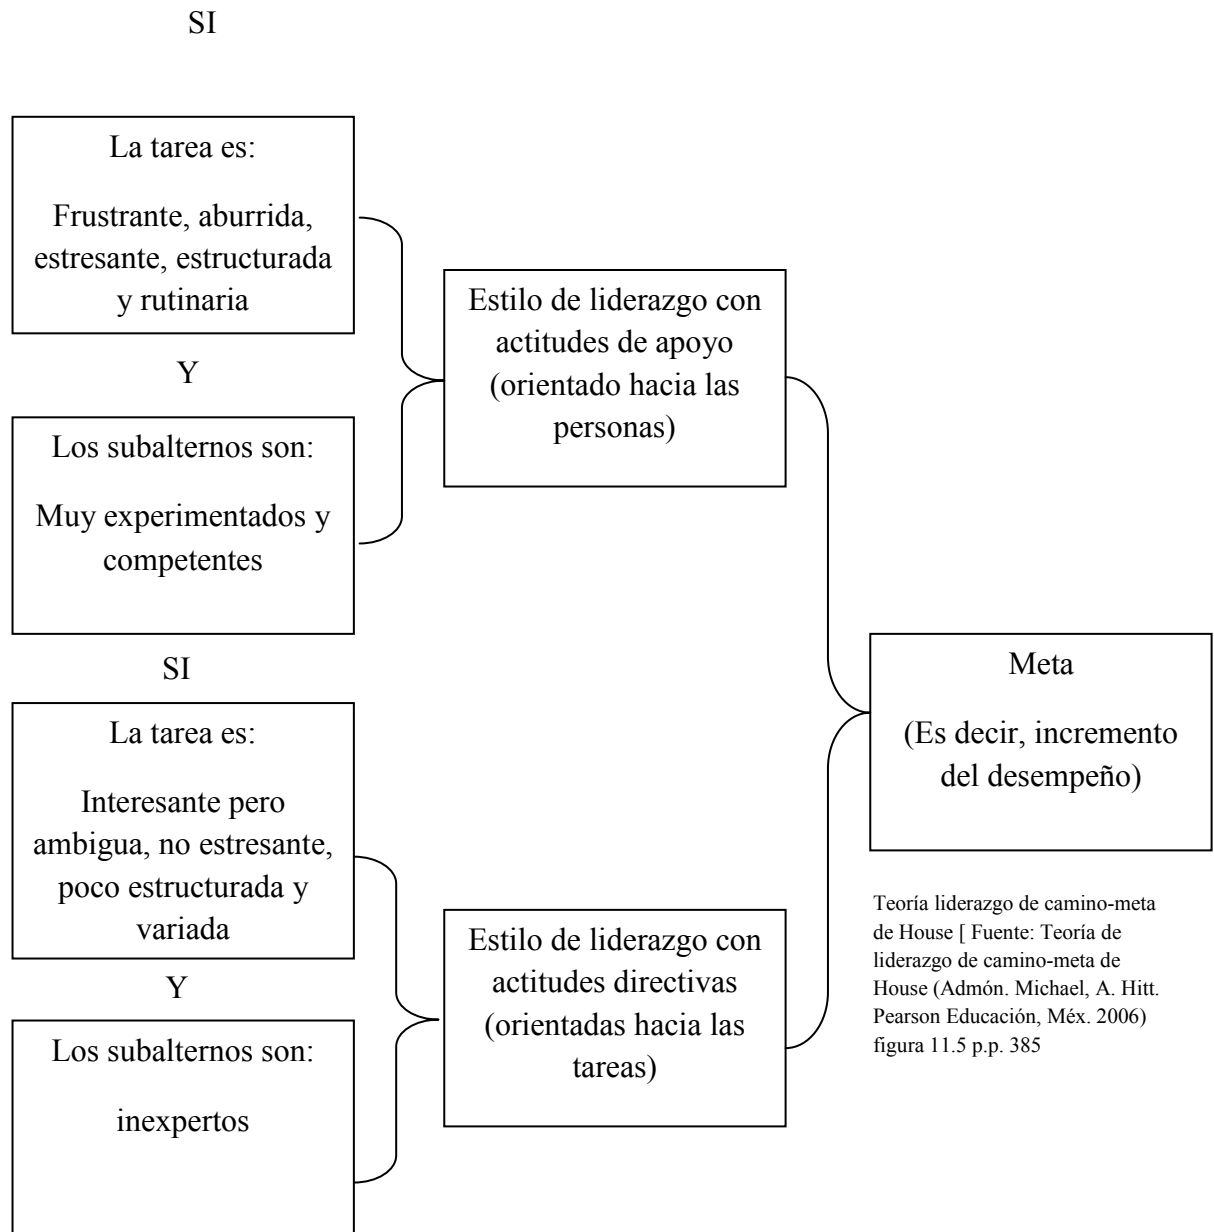 SI
La tarea es:
Frustrante, aburrida,
estresante, estructurada
y rutinaria
Y
Los subalternos son:
Muy experimentados y
competentes
Estilo de liderazgo con
actitudes de apoyo
(orientado hacia las
personas)
SI
La tarea es:
Interesante pero
ambigua, no estresante,
poco estructurada y
variada
Y
Los subalternos son:
inexpertos
Estilo de liderazgo con
actitudes directivas
(orientadas hacia las
tareas)
Meta
(Es decir, incremento
del desempeño)
Teoría liderazgo de camino-meta
de House [ Fuente: Teoría de
liderazgo de camino-meta de
House (Admón. Michael, A. Hitt.
Pearson Educación, Méx. 2006)
figura 11.5 p.p. 385